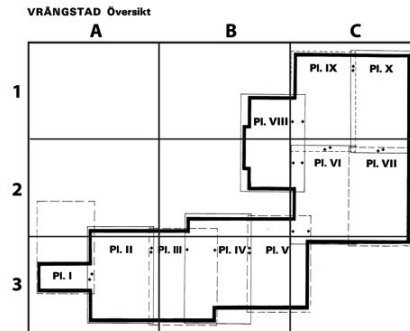 VRÅNGSTAD Översikt
A B C
1
Pl. IX Pl. X
Pl. VIII
2
Pl. VI Pl. VII
3
Pl. I Pl. II Pl. III Pl. IV Pl. V